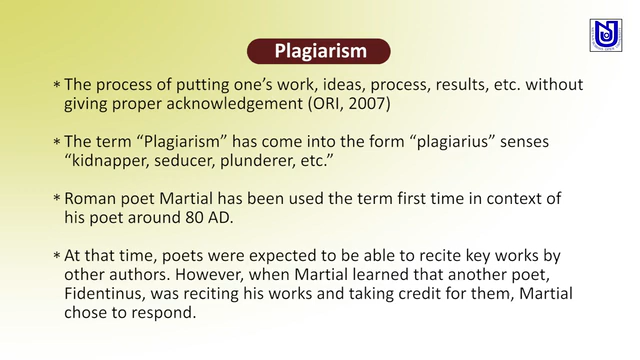 Plagiarism
* The process of putting one's work, ideas, process, results, etc. without
giving proper acknowledgement (ORI, 2007)
* The term “Plagiarism” has come into the form “plagiarius” senses
“kidnapper, seducer, plunderer, etc.”
* Roman poet Martial has been used the term first time in context of
his poet around 80 AD.
* At that time, poets were expected to be able to recite key works by
other authors. However, when Martial learned that another poet,
Fidentinus, was reciting his works and taking credit for them, Martial
chose to respond.